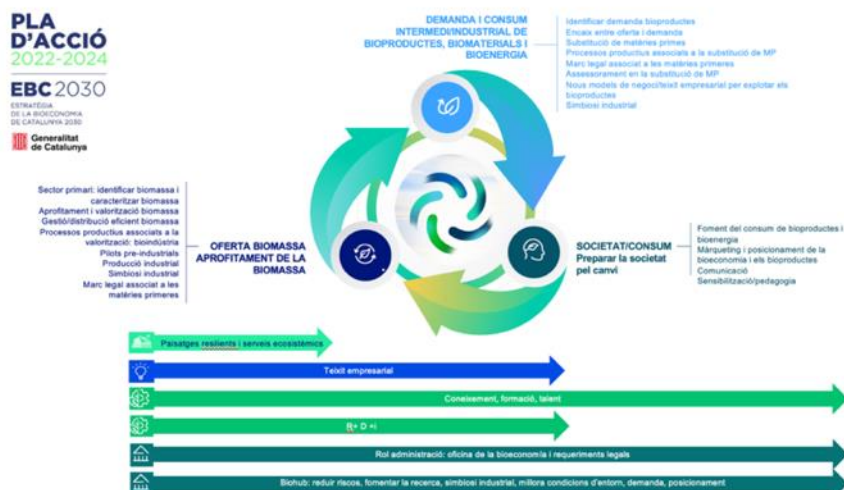 PLA
D'ACCIÓ
2022-2024
EBC 2030
ESTRATÈGIA
DE LA BIOECONOMIA
DE CATALUNYA 2030
Generalitat
de Catalunya
DEMANDA I CONSUM
INTERMEDI/INDUSTRIAL DE
BIOPRODUCTES, BIOMATERIALS I
BIOENERGIA
Identificar demanda bioproductes
Encaix entre oferta i demanda
Substitució de matèries primes
Processos productius associats a la substitució de MP
Marc legal associat a les matèries primeres
Assessorament en la substitució de MP
Nous models de negoci/teixit empresarial per explotar els
bioproductes
Simbiosi industrial
Sector primari: identificar biomassa i
caracteritzar biomassa
Aprofitament i valorització biomassa
Gestió/distribució eficient biomassa
Processos productius associats a la
valorització: bioindústria
Pilots pre-industrials
Producció industrial
Simbiosi industrial
Marc legal associat a les
matèries primeres
OFERTA BIOMASSA
APROFITAMENT DE LA
BIOMASSA
SOCIETAT/CONSUM
Preparar la societat
pel canvi
Foment del consum de bioproductes i
bioenergia
Màrqueting i posicionament de la
bioeconomia i els bioproductes
Comunicació
Sensibilització/pedagogia
Paisatges resilients i serveis ecosistèmics
Teixit empresarial
Coneixement, formació, talent
R+ D +i
Rol administració: oficina de la bioeconomia i requeriments legals
Biohub: reduir riscos, fomentar la recerca, simbiosi industrial, millora condicions d'entorn, demanda, posicionament